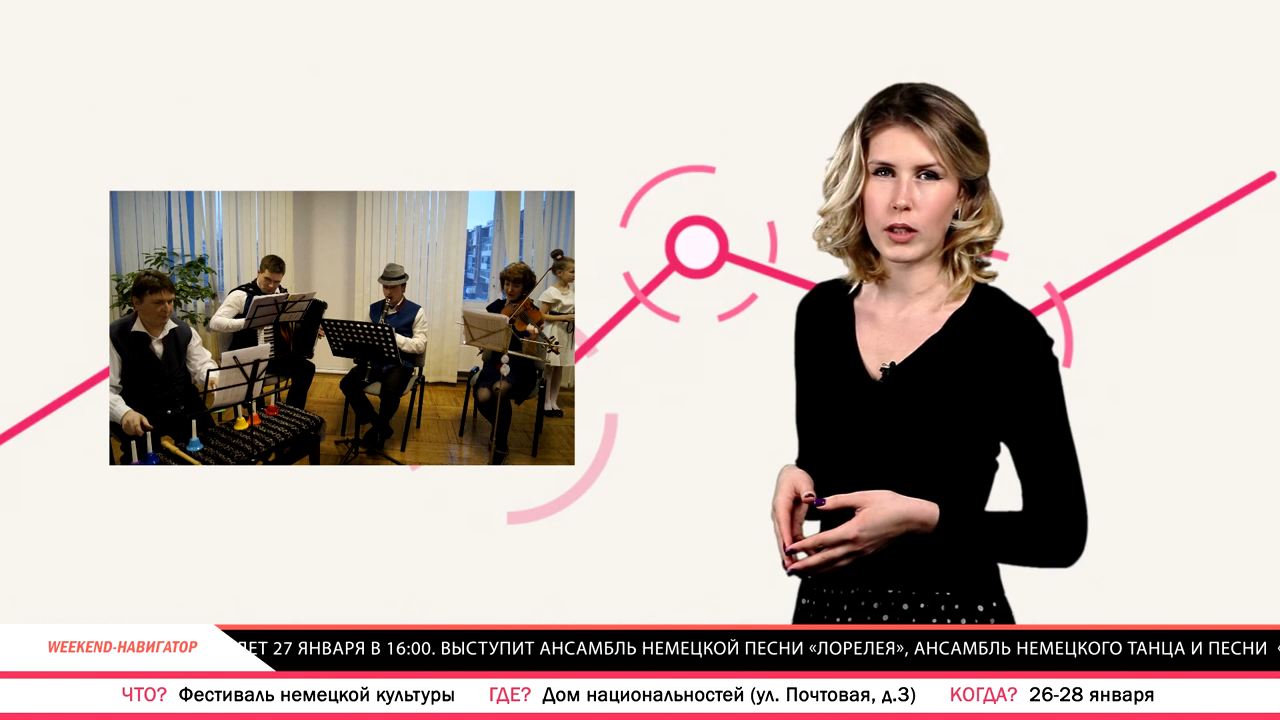 WEEKEND-НАВИГАТОР
27 ЯНВАРЯ В 16:00. ВЫСТУПИТ АНСАМБЛЬ НЕМЕЦКОЙ ПЕСНИ «ЛОРЕЛЕЯ», АНСАМБЛЬ НЕМЕЦКОГО ТАНЦА И ПЕСНИ «
ЧТО? Фестиваль немецкой культуры ГДЕ? Дом национальностей (ул. Почтовая, д.3) КОГДА? 26-28 января